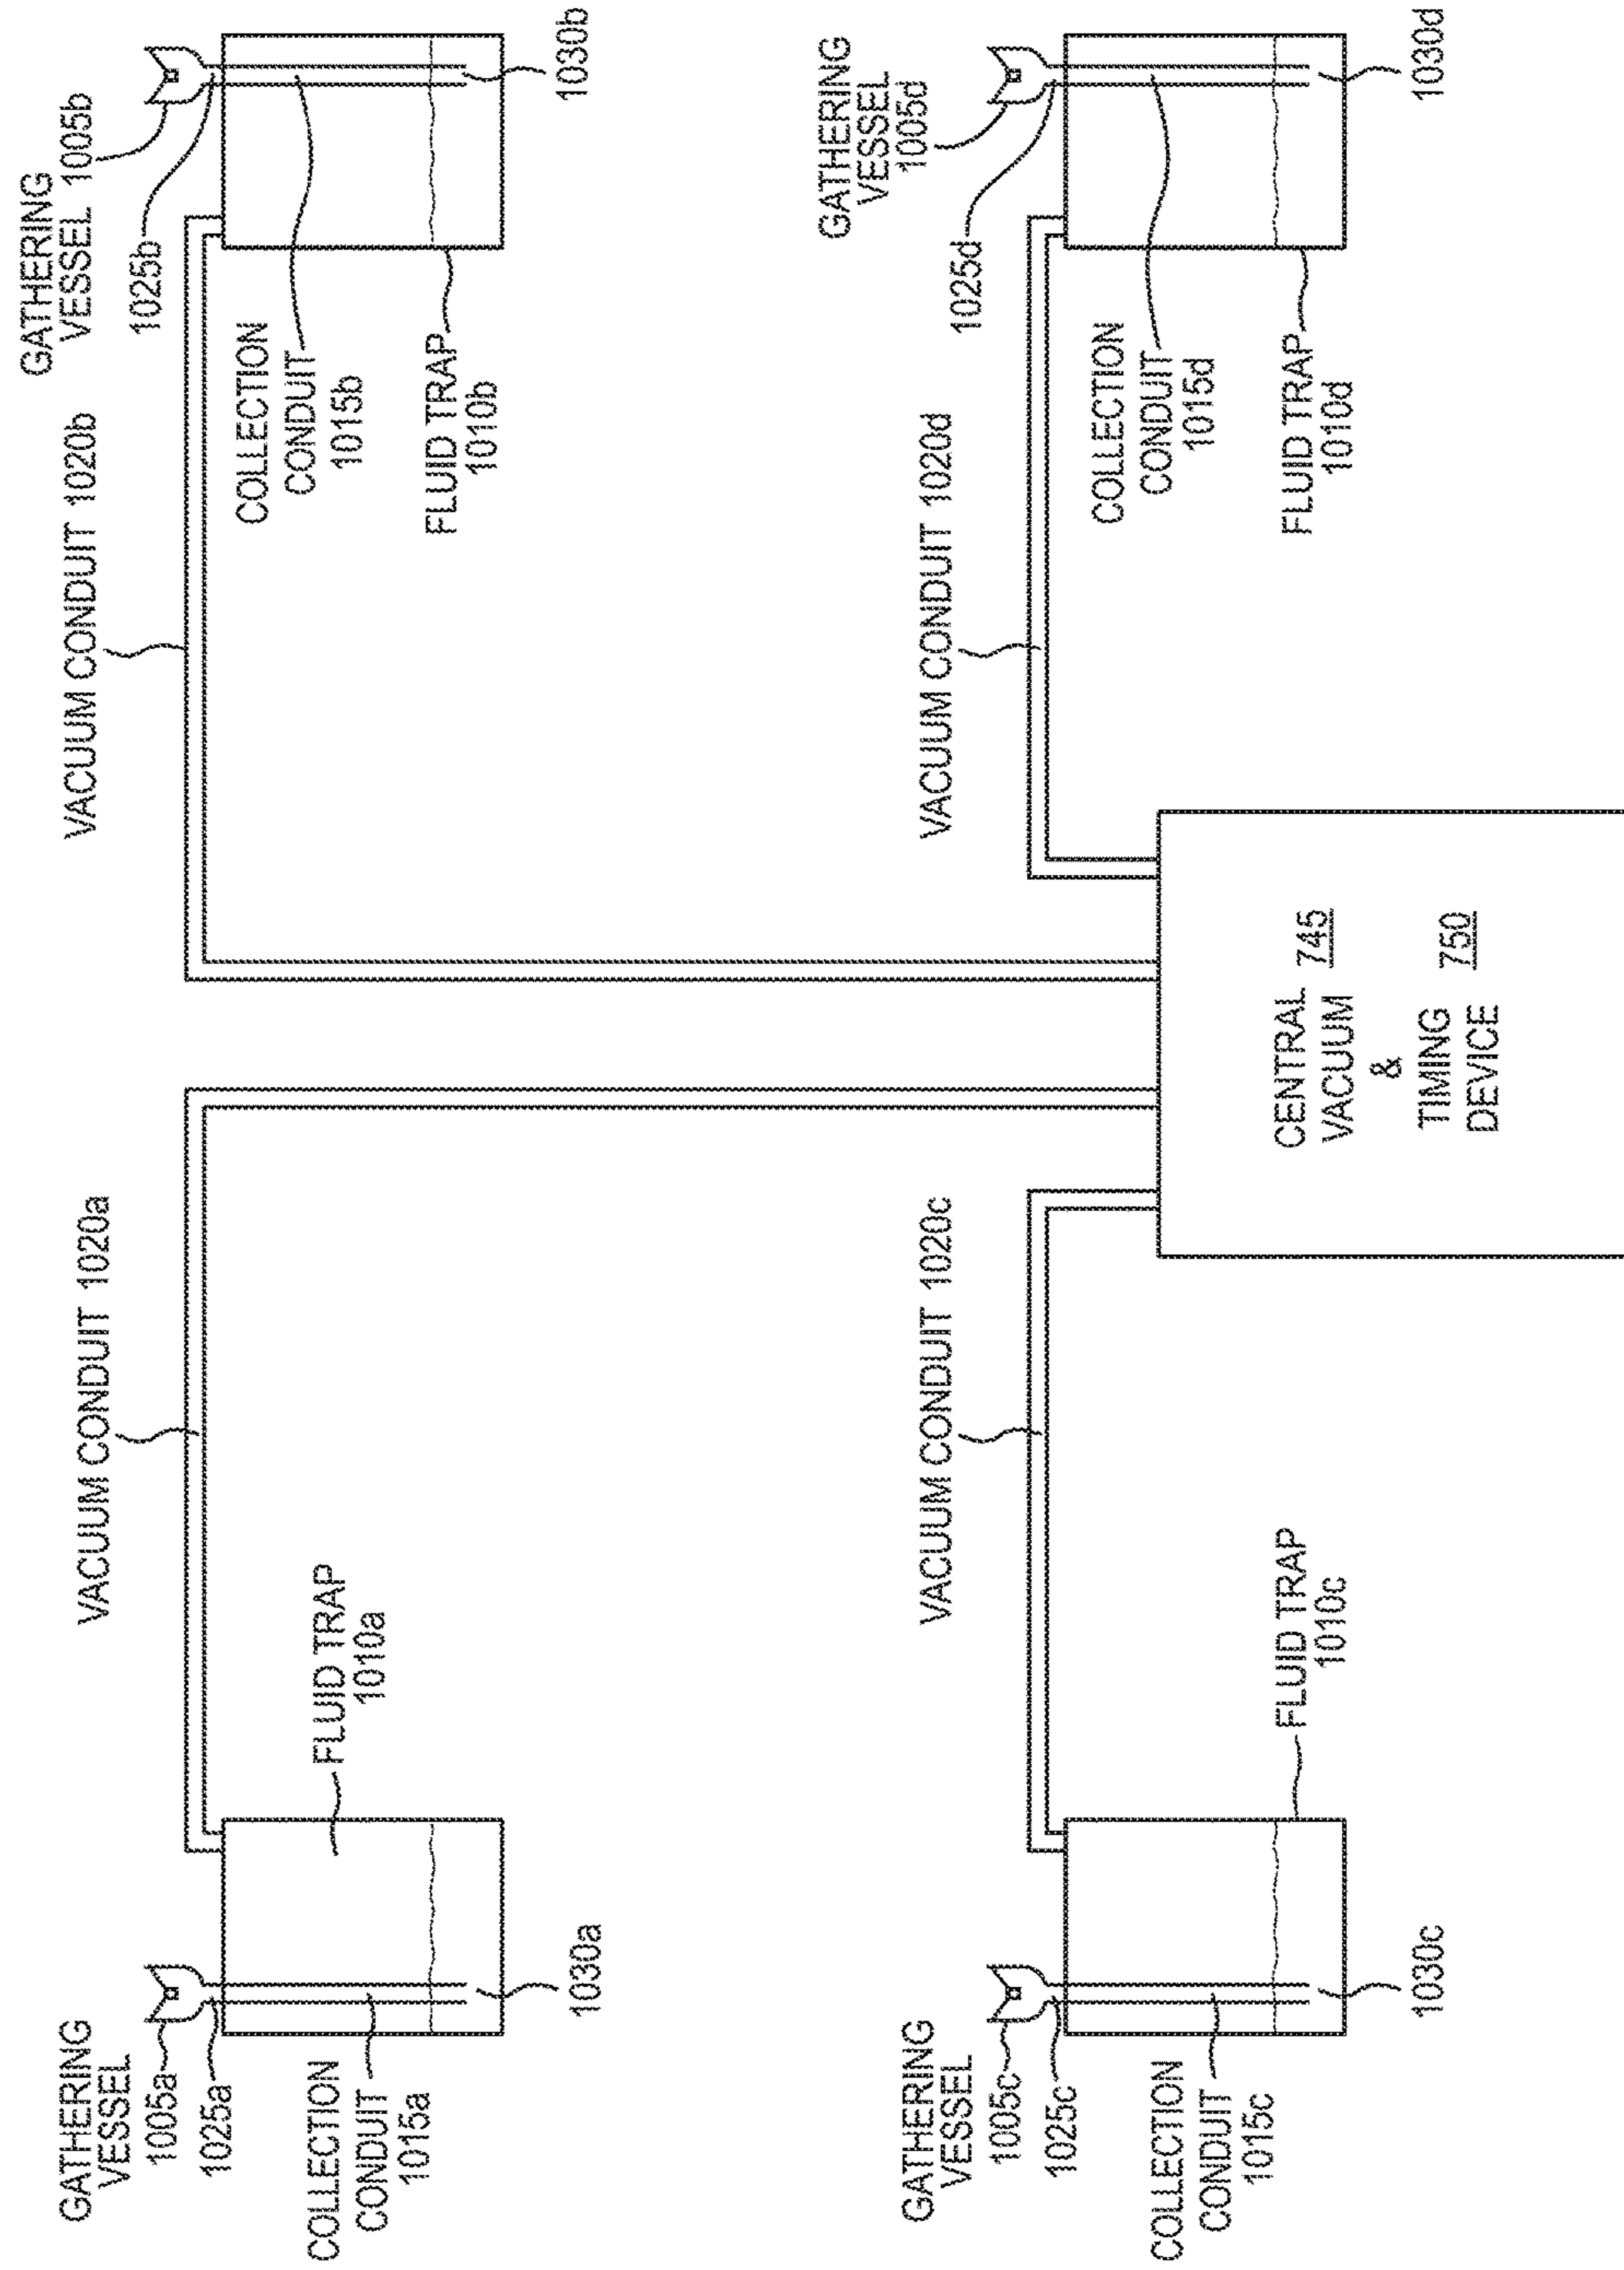 GATHERING
VESSEL
1005a
1025a
COLLECTION
CONDUIT
1015a
1030a
FLUID TRAP
1010a
VACUUM CONDUIT 1020a
VACUUM CONDUIT 1020b
GATHERING
VESSEL 1005b
1025b
COLLECTION
CONDUIT
1015b
FLUID TRAP
1010b
1030b
GATHERING
VESSEL
1005c
1025c
COLLECTION
CONDUIT
1015c
1030c
FLUID TRAP
1010c
VACUUM CONDUIT 1020c
VACUUM CONDUIT 1020d
GATHERING
VESSEL
1005d
1025d
COLLECTION
CONDUIT
1015d
FLUID TRAP
1010d
1030d
CENTRAL
VACUUM
745
&
TIMING
DEVICE
750